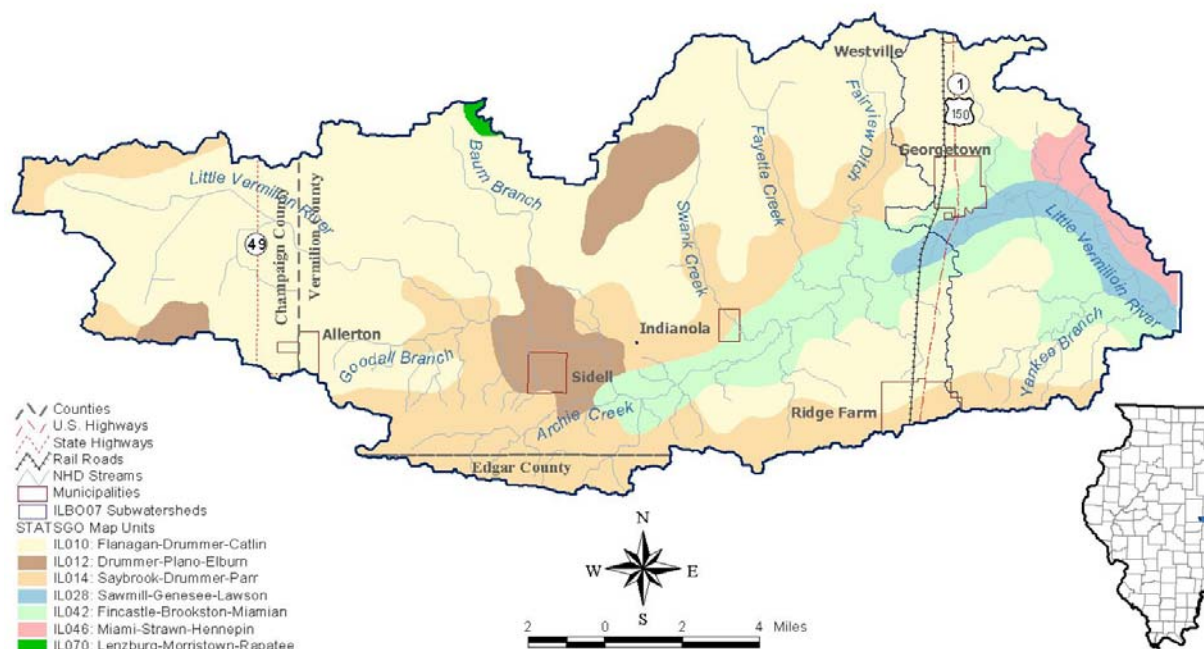 Westville
1
150
Fairview Ditch
Fayette Creek
Georgetown
Baum Branch
Little Vermilion River
Swank Creek
49
Champaign County
Vermilion County
Little Vermilioin River
Indianola
Allerton
Goodall Branch
Sidell
Yankee Branch
Archie Creek
Ridge Farm
Edgar County
Counties
U.S. Highways
State Highways
Rail Roads
NHD Streams
Municipalities
ILBO07 Subwatersheds
STATSGO Map Units
IL010: Flanagan-Drummer-Catlin
IL012: Drummer-Plano-Elburn
IL014: Saybrook-Drummer-Parr
IL028: Sawmill-Genesee-Lawson
IL042: Fincastle-Brookston-Miamian
IL046: Miami-Strawn-Hennepin
IL070: Lenzburg-Morristown-Rapatee
N
W E
S
2 0 2 4 Miles